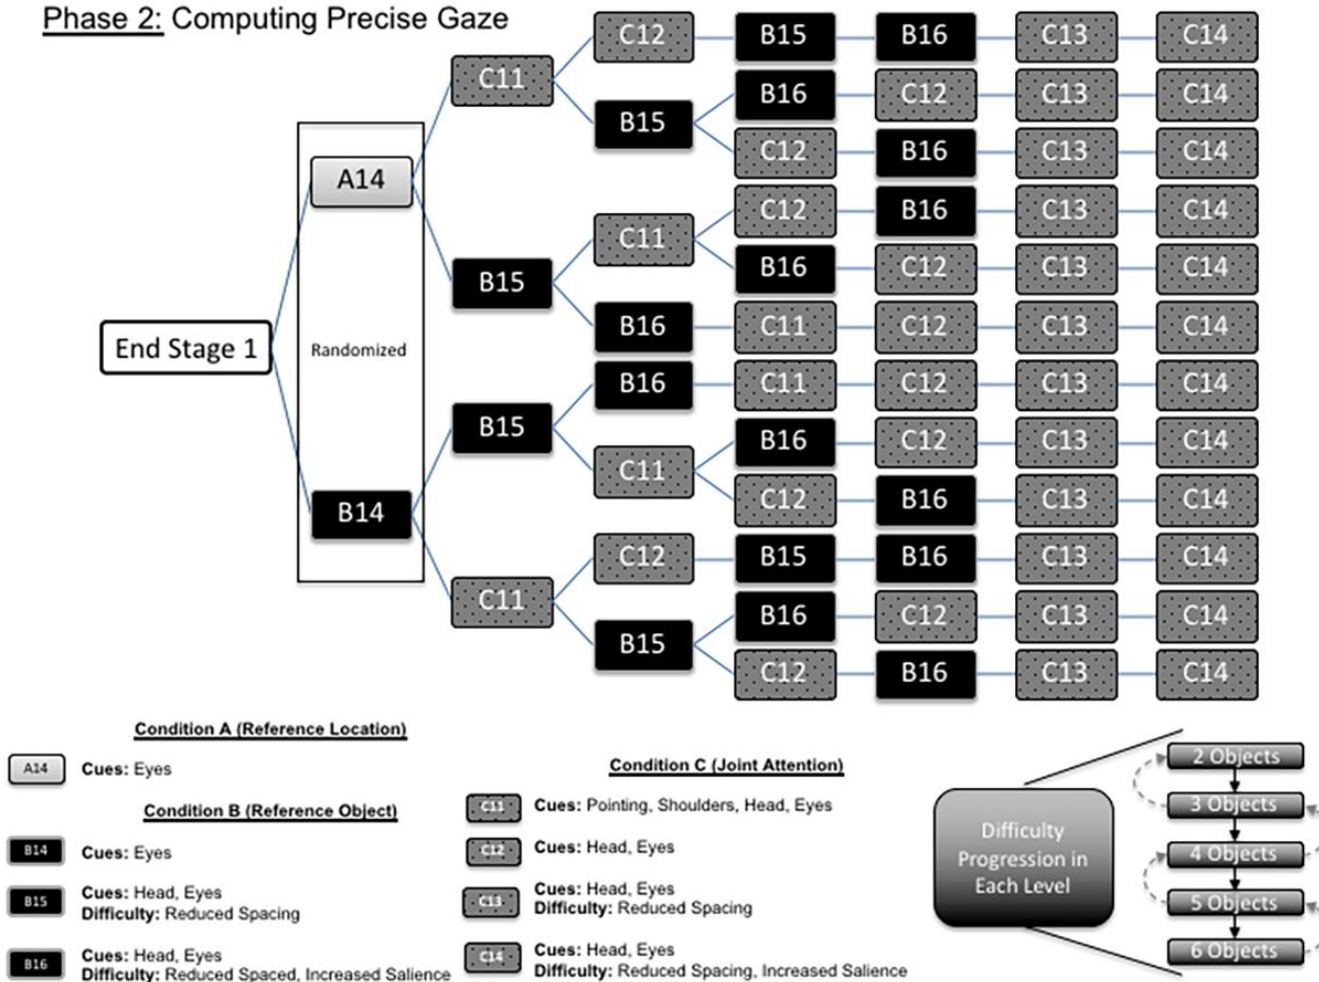 Phase 2: Computing Precise Gaze
C12 B15 B16 C13 C14
C11
B16 C12 C13 C14
B15
C12 B16 C13 C14
A14
C12 B16 C13 C14
C11
B16 C12 C13 C14
B15
B16 C11 C12 C13 C14
End Stage 1
Randomized
B16 C11 C12 C13 C14
B15
B16 C12 C13 C14
C11
C12 B16 C13 C14
B14
C12 B15 B16 C13 C14
C11
B16 C12 C13 C14
B15
C12 B16 C13 C14
Condition A (Reference Location)
A14 Cues: Eyes
Condition B (Reference Object)
B14 Cues: Eyes
B15 Cues: Head, Eyes
Difficulty: Reduced Spacing
B16 Cues: Head, Eyes
Difficulty: Reduced Spaced, Increased Salience
Condition C (Joint Attention)
C11 Cues: Pointing, Shoulders, Head, Eyes
C12 Cues: Head, Eyes
C13 Cues: Head, Eyes
Difficulty: Reduced Spacing
C14 Cues: Head, Eyes
Difficulty: Reduced Spacing, Increased Salience
Difficulty
Progression in
Each Level
2 Objects
3 Objects
4 Objects
5 Objects
6 Objects